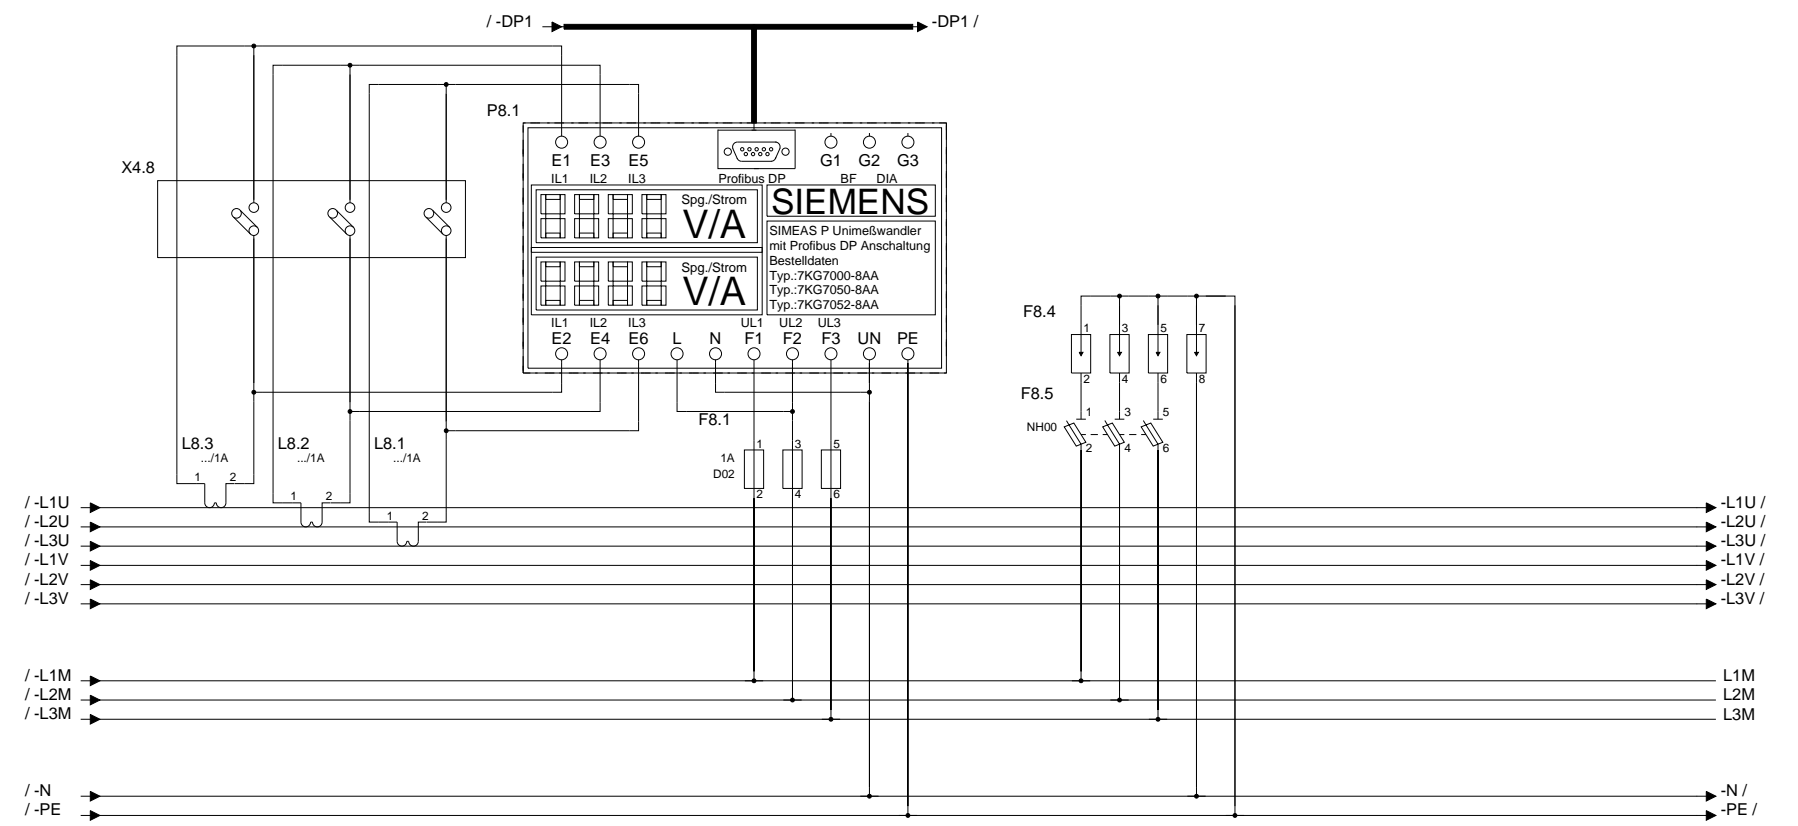 / -DP1
-DP1 /
P8.1
E1 E3 E5
G1 G2 G3
IL1 IL2 IL3
Profibus DP
BF DIA
X4.8
Spg./Strom
V/A
SIEMENS
SIMEAS P Unimeßwandler
mit Profibus DP Anschaltung
Bestelldaten
Typ.:7KG7000-8AA
Typ.:7KG7050-8AA
Typ.:7KG7052-8AA
Spg./Strom
V/A
IL1 IL2 IL3
UL1 UL2 UL3
E2 E4 E6 L N F1 F2 F3 UN PE
F8.4
1 3 5 7
2 4 6 8
F8.5
NH00
1 3 5
2 4 6
F8.1
1A
D02
1 3 5
2 4 6
L8.3
.../1A
1 2
L8.2
.../1A
1 2
L8.1
.../1A
1 2
/ -L1U
-L1U /
/ -L2U
-L2U /
/ -L3U
-L3U /
/ -L1V
-L1V /
/ -L2V
-L2V /
/ -L3V
-L3V /
/ -L1M
L1M
/ -L2M
L2M
/ -L3M
L3M
/ -N
-N /
/ -PE
-PE /